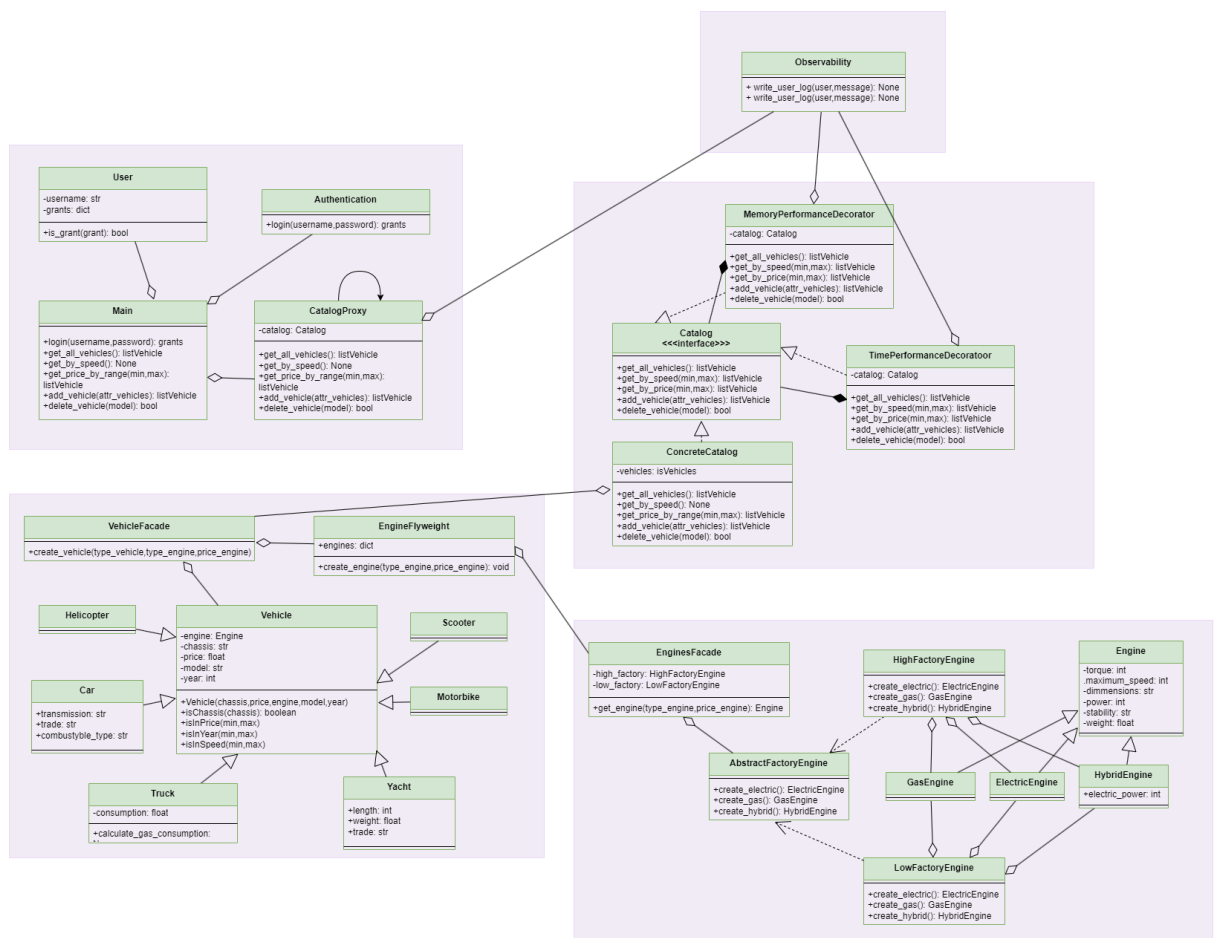 Observability
+ write_user_log(user,message): None
+ write_user_log(user,message): None
User
-username: str
-grants: dict
+is_grant(grant): bool
Authentication
+login(username,password): grants
Main
+login(username,password): grants
+get_all_vehicles(): listVehicle
+get_by_speed(): None
+get_price_by_range(min,max):
listVehicle
+add_vehicle(attr_vehicles): listVehicle
+delete_vehicle(model): bool
CatalogProxy
-catalog: Catalog
+get_all_vehicles(): listVehicle
+get_by_speed(): None
+get_price_by_range(min,max):
listVehicle
+add_vehicle(attr_vehicles): listVehicle
+delete_vehicle(model): bool
MemoryPerformanceDecorator
-catalog: Catalog
+get_all_vehicles(): listVehicle
+get_by_speed(min,max): listVehicle
+get_by_price(min,max): listVehicle
+add_vehicle(attr_vehicles): listVehicle
+delete_vehicle(model): bool
Catalog
<<<interface>>>
+get_all_vehicles(): listVehicle
+get_by_speed(min,max): listVehicle
+get_by_price(min,max): listVehicle
+add_vehicle(attr_vehicles): listVehicle
+delete_vehicle(model): bool
TimePerformanceDecoratoor
-catalog: Catalog
+get_all_vehicles(): listVehicle
+get_by_speed(min,max): listVehicle
+get_by_price(min,max): listVehicle
+add_vehicle(attr_vehicles): listVehicle
+delete_vehicle(model): bool
ConcreteCatalog
-vehicles: isVehicles
+get_all_vehicles(): listVehicle
+get_by_speed(): None
+get_price_by_range(min,max): listVehicle
+add_vehicle(attr_vehicles): listVehicle
+delete_vehicle(model): bool
VehicleFacade
+create_vehicle(type_vehicle,type_engine,price_engine)
EngineFlyweight
+engines: dict
+create_engine(type_engine,price_engine): void
Helicopter
Vehicle
-engine: Engine
-chassis: str
-price: float
-model: str
-year: int
+Vehicle(chassis,price,engine,model,year)
+isChassis(chassis): boolean
+isInPrice(min,max)
+isInYear(min,max)
+isInSpeed(min,max)
Scooter
Car
+transmission: str
+trade: str
+combustyble_type: str
Motorbike
Truck
-consumption: float
+calculate_gas_consumption:
Yacht
+length: int
+weight: float
+trade: str
EnginesFacade
-high_factory: HighFactoryEngine
-low_factory: LowFactoryEngine
+get_engine(type_engine,price_engine): Engine
HighFactoryEngine
+create_electric(): ElectricEngine
+create_gas(): GasEngine
+create_hybrid(): HybridEngine
Engine
-torque: int
.maximum_speed: int
-dimmensions: str
-power: int
-stability: str
-weight: float
AbstractFactoryEngine
+create_electric(): ElectricEngine
+create_gas(): GasEngine
+create_hybrid(): HybridEngine
GasEngine
ElectricEngine
HybridEngine
+electric_power: int
LowFactoryEngine
+create_electric(): ElectricEngine
+create_gas(): GasEngine
+create_hybrid(): HybridEngine